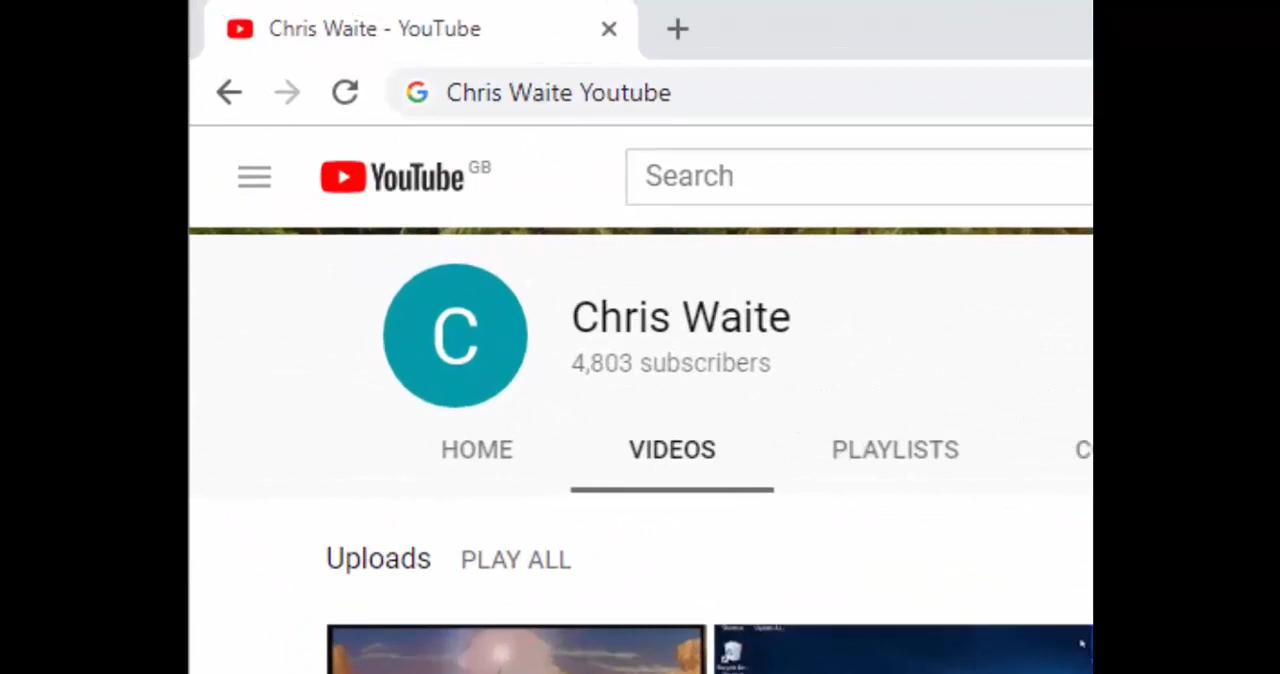 Chris Waite - YouTube
Chris Waite Youtube
YouTube GB
Search
C
Chris Waite
4,803 subscribers
HOME VIDEOS PLAYLISTS C
Uploads PLAY ALL